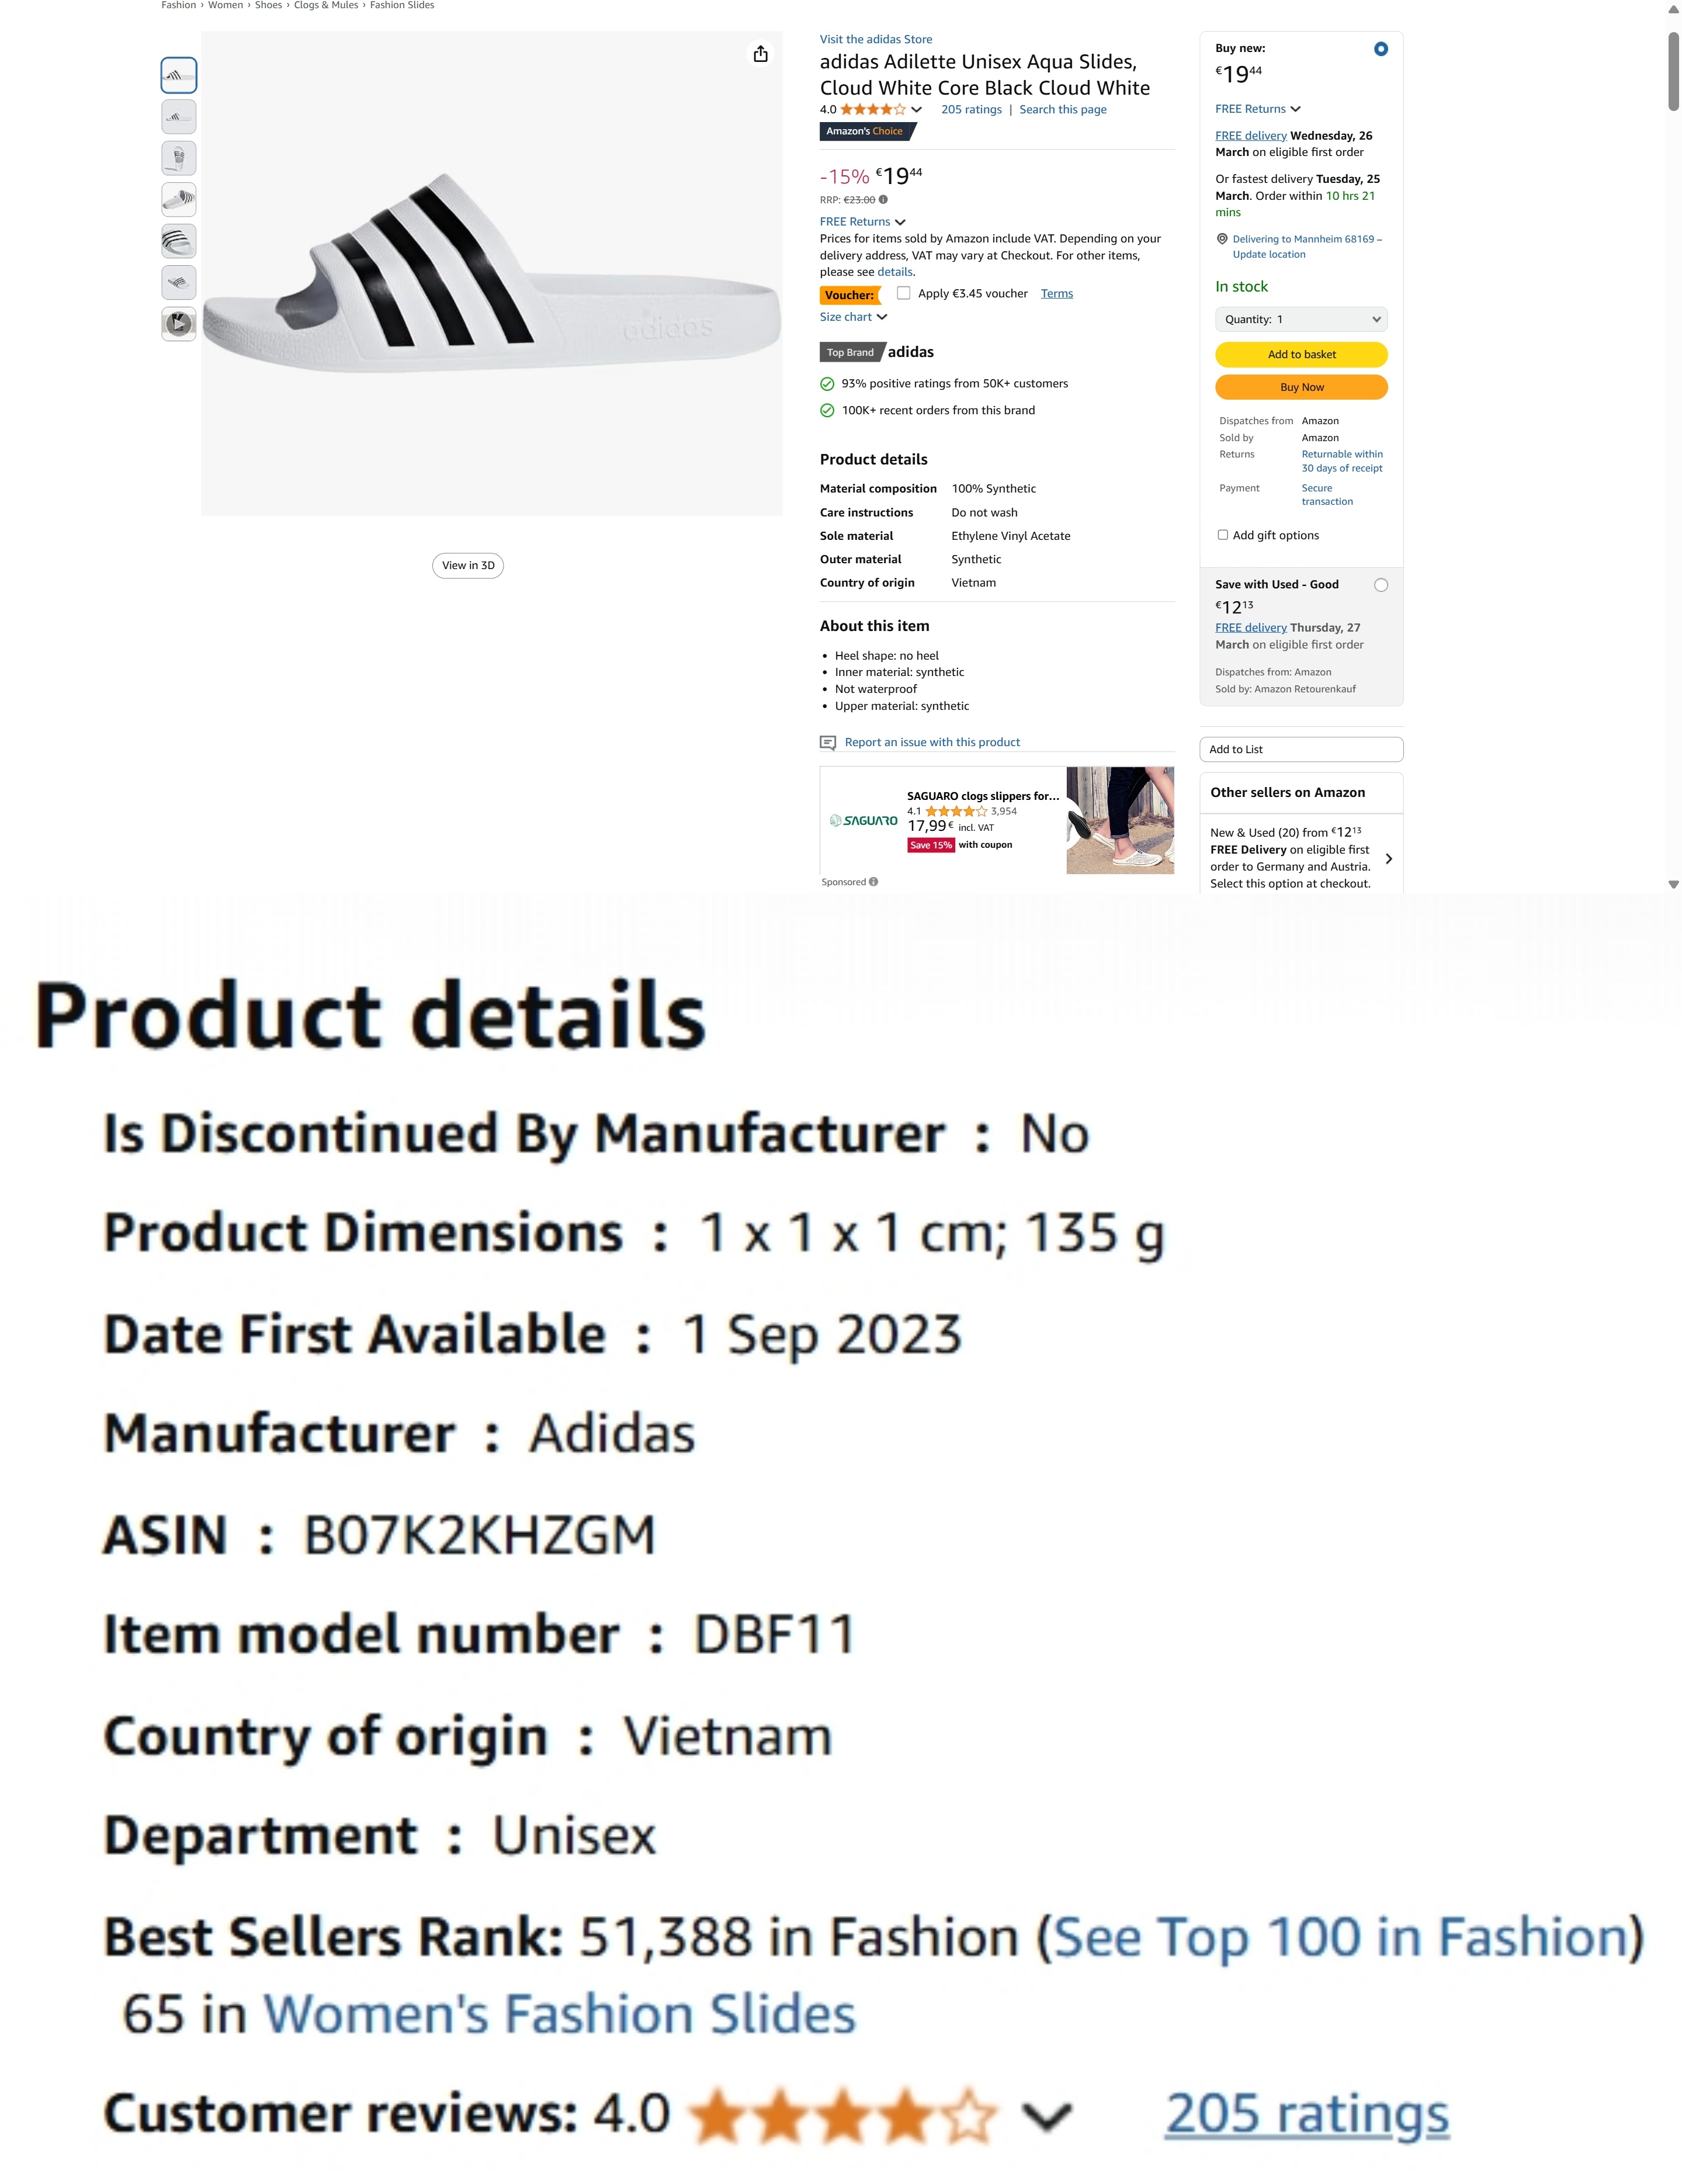 Fashion › Women › Shoes › Clogs & Mules › Fashion Slides
adidas
View in 3D
Visit the adidas Store
adidas Adilette Unisex Aqua Slides,
Cloud White Core Black Cloud White
4.0 205 ratings | Search this page
Amazon's Choice
-15% €19 44
RRP: €23.00
FREE Returns
Prices for items sold by Amazon include VAT. Depending on your
delivery address, VAT may vary at Checkout. For other items,
please see details.
Voucher: Apply €3.45 voucher Terms
Size chart
Top Brand adidas
93% positive ratings from 50K+ customers
100K+ recent orders from this brand
Product details
Material composition 100% Synthetic
Care instructions Do not wash
Sole material Ethylene Vinyl Acetate
Outer material Synthetic
Country of origin Vietnam
About this item
• Heel shape: no heel
• Inner material: synthetic
• Not waterproof
• Upper material: synthetic
Report an issue with this product
SAGUARO
SAGUARO clogs slippers for...
4.1 3,954
17,99€ incl. VAT
Save 15% with coupon
Sponsored
Buy new:
€19 44
FREE Returns
FREE delivery Wednesday, 26
March on eligible first order
Or fastest delivery Tuesday, 25
March. Order within 10 hrs 21
mins
Delivering to Mannheim 68169 –
Update location
In stock
Quantity: 1
Add to basket
Buy Now
Dispatches from Amazon
Sold by Amazon
Returns Returnable within
30 days of receipt
Payment Secure
transaction
Add gift options
Save with Used - Good
€12 13
FREE delivery Thursday, 27
March on eligible first order
Dispatches from: Amazon
Sold by: Amazon Retourenkauf
Add to List
Other sellers on Amazon
New & Used (20) from €12 13
FREE Delivery on eligible first
order to Germany and Austria.
Select this option at checkout.
Product details
Is Discontinued By Manufacturer : No
Product Dimensions : 1 x 1 x 1 cm; 135 g
Date First Available : 1 Sep 2023
Manufacturer : Adidas
ASIN : B07K2KHZGM
Item model number : DBF11
Country of origin : Vietnam
Department : Unisex
Best Sellers Rank: 51,388 in Fashion (See Top 100 in Fashion)
65 in Women's Fashion Slides
Customer reviews: 4.0 205 ratings